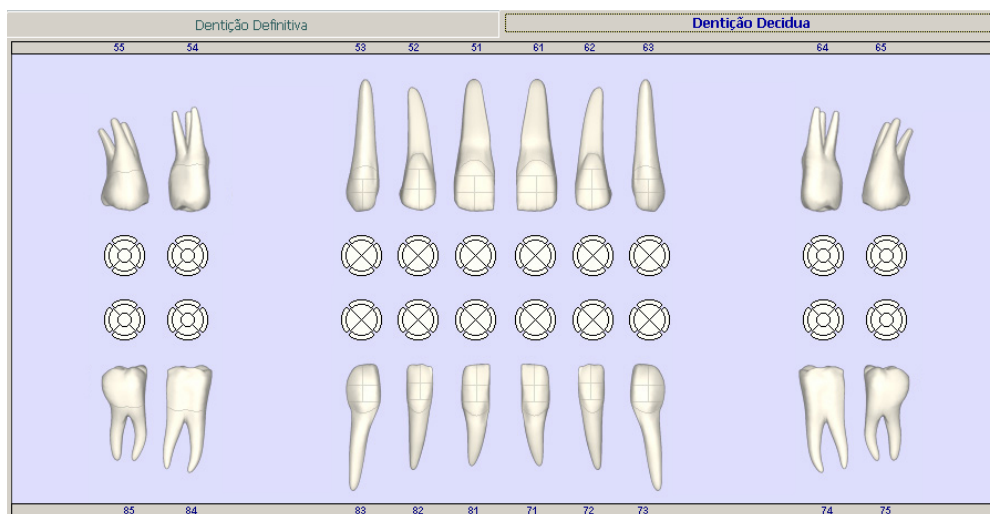 Dentição Definitiva
Dentição Decidua
55 54 53 52 51 61 62 63 64 65
85 84 83 82 81 71 72 73 74 75